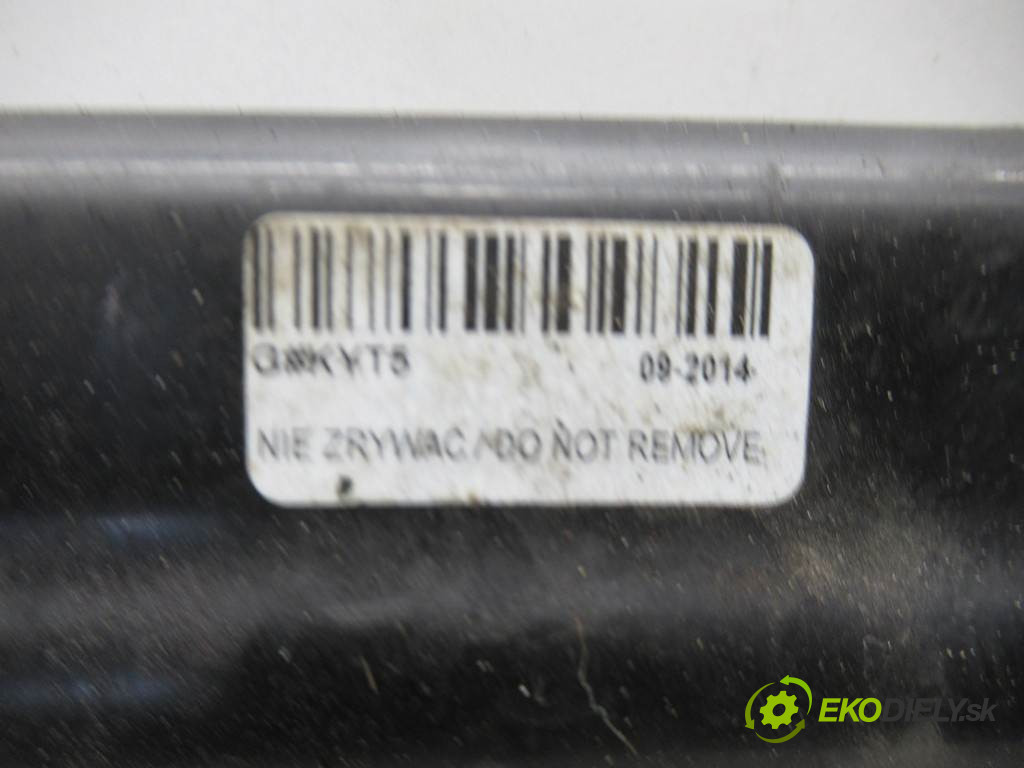 09-2014
NIE ZRYWAC / DO NOT REMOVE
EKODIELY.sk